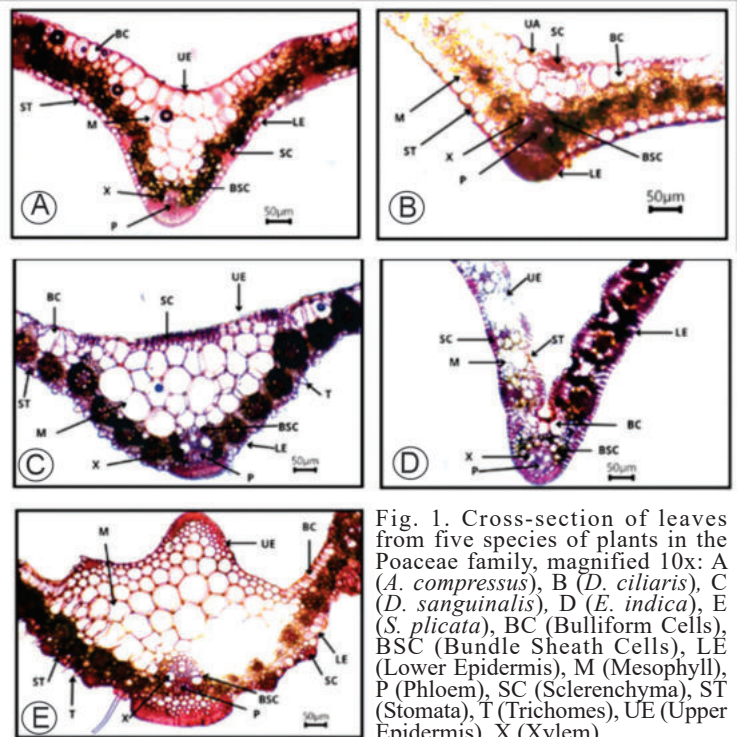 BC
UE
ST
M
LE
SC
X
BSC
P
A
50µm
UA
SC
BC
M
ST
X
P
BSC
LE
B
50µm
UE
BC
SC
ST
T
M
BSC
LE
X
P
C
50µm
UE
SC
ST
LE
M
BC
X
BSC
P
D
50µm
M
UE
BC
LE
ST
SC
T
BSC
X
P
E
50µm
Fig. 1. Cross-section of leaves
from five species of plants in the
Poaceae family, magnified 10x: A
(A. compressus), B (D. ciliaris), C
(D. sanguinalis), D (E. indica), E
(S. plicata), BC (Bulliform Cells),
BSC (Bundle Sheath Cells), LE
(Lower Epidermis), M (Mesophyll),
P (Phloem), SC (Sclerenchyma), ST
(Stomata), T (Trichomes), UE (Upper
Epidermis), X (Xylem)